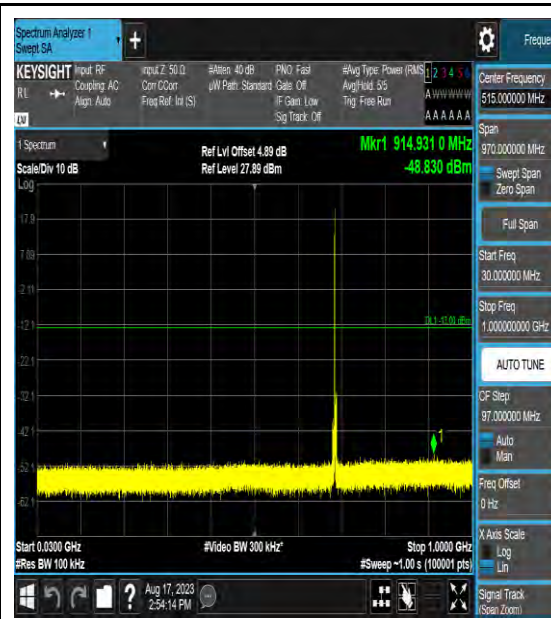 Spectrum Analyzer 1
Swept SA
+
Freque
KEYSIGHT Input: RF
RL
Coupling: AC
Align: Auto
Input Z: 50 Ω
Corr CCorr
Freq Ref: Int (S)
#Atten: 40 dB
µW Path: Standard
PNO: Fast
Gate: Off
IF Gain: Low
Sig Track: Off
#Avg Type: Power (RMS
Avg|Hold: 5/5
Trig: Free Run
1 2 3 4 5 6
A W W W W W
A A A A A A
LV
1 Spectrum
Scale/Div 10 dB
Ref Lvl Offset 4.89 dB
Ref Level 27.89 dBm
Mkr1 914.931 0 MHz
-48.830 dBm
Log
17.9
7.89
-2.11
-12.1
-22.1
-32.1
-42.1
-52.1
-62.1
DL1 -13.00 dBm
1
Start 0.0300 GHz
#Res BW 100 kHz
#Video BW 300 kHz*
Stop 1.0000 GHz
#Sweep ~1.00 s (100001 pts)
Center Frequency
515.000000 MHz
Span
970.000000 MHz
Swept Span
Zero Span
Full Span
Start Freq
30.000000 MHz
Stop Freq
1.000000000 GHz
AUTO TUNE
CF Step
97.000000 MHz
Auto
Man
Freq Offset
0 Hz
X Axis Scale
Log
Lin
Signal Track
(Span Zoom)
?
Aug 17, 2023
2:54:14 PM